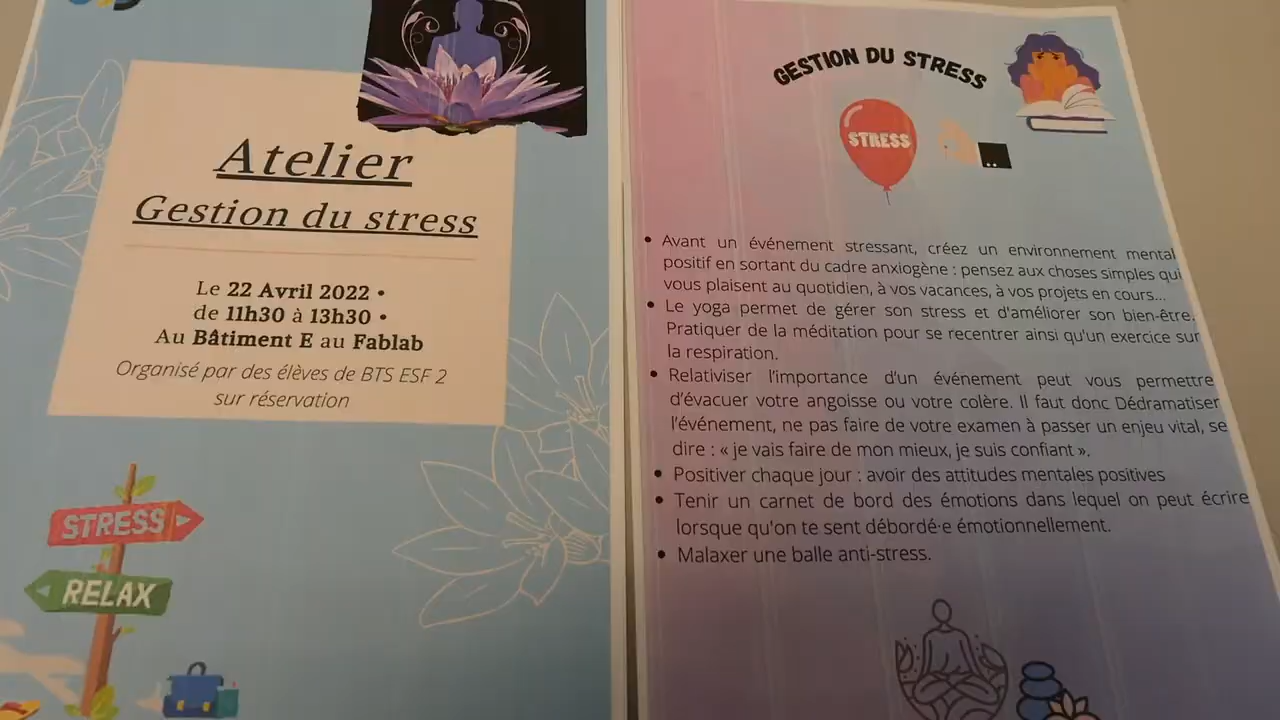 Atelier
Gestion du stress
Le 22 Avril 2022 •
de 11h30 à 13h30 •
Au Bâtiment E au Fablab
Organisé par des élèves de BTS ESF 2
sur réservation
STRESS
RELAX
GESTION DU STRESS
STRESS
• Avant un événement stressant, créez un environnement mental
positif en sortant du cadre anxiogène : pensez aux choses simples qui
vous plaisent au quotidien, à vos vacances, à vos projets en cours...
• Le yoga permet de gérer son stress et d'améliorer son bien-être.
Pratiquer de la méditation pour se recentrer ainsi qu'un exercice sur
la respiration.
• Relativiser l'importance d'un événement peut vous permettre
d'évacuer votre angoisse ou votre colère. Il faut donc Dédramatiser
l'événement, ne pas faire de votre examen à passer un enjeu vital, se
dire : « je vais faire de mon mieux, je suis confiant ».
• Positiver chaque jour : avoir des attitudes mentales positives
• Tenir un carnet de bord des émotions dans lequel on peut écrire
lorsque qu'on te sent débordé·e émotionnellement.
• Malaxer une balle anti-stress.